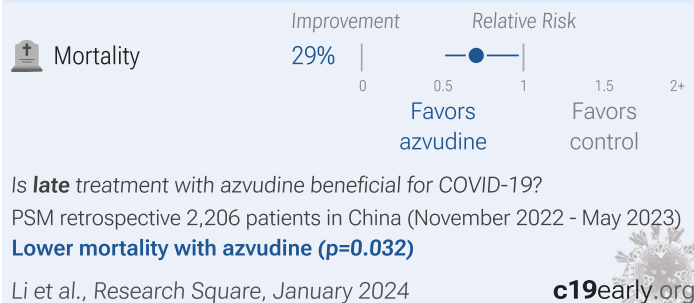 Improvement Relative Risk
Mortality 29%
0 0.5 1 1.5 2+
Favors Favors
azvudine control
Is late treatment with azvudine beneficial for COVID-19?
PSM retrospective 2,206 patients in China (November 2022 - May 2023)
Lower mortality with azvudine (p=0.032)
Li et al., Research Square, January 2024 c19early.org